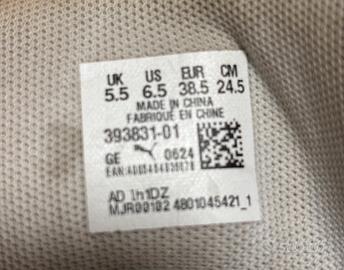 UK US EUR CM
5.5 6.5 38.5 24.5
MADE IN CHINA
FABRIQUÉ EN CHINE
393831-01
GE 0624
AD 1h1DZ
MJR00102 4801045421_1